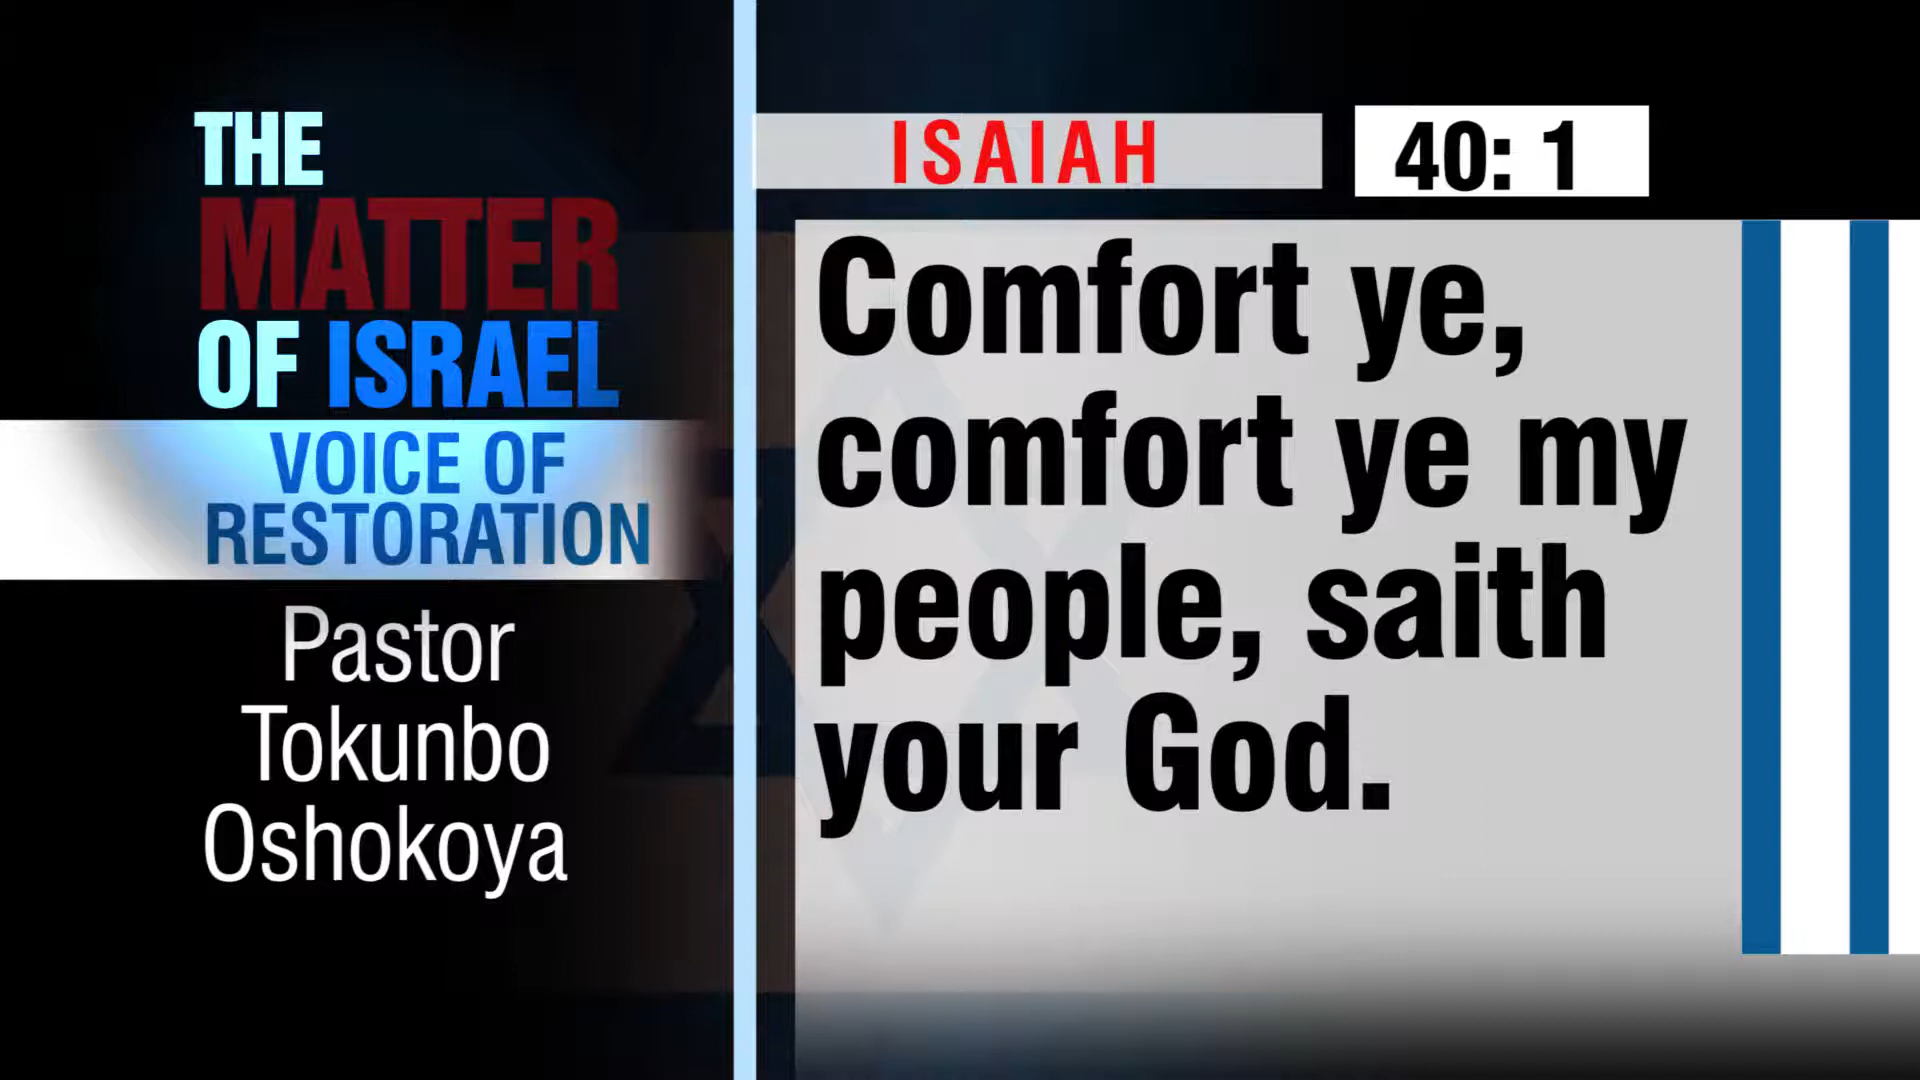 THE
MATTER
OF ISRAEL
VOICE OF
RESTORATION
Pastor
Tokunbo
Oshokoya
ISAIAH 40: 1
Comfort ye,
comfort ye my
people, saith
your God.